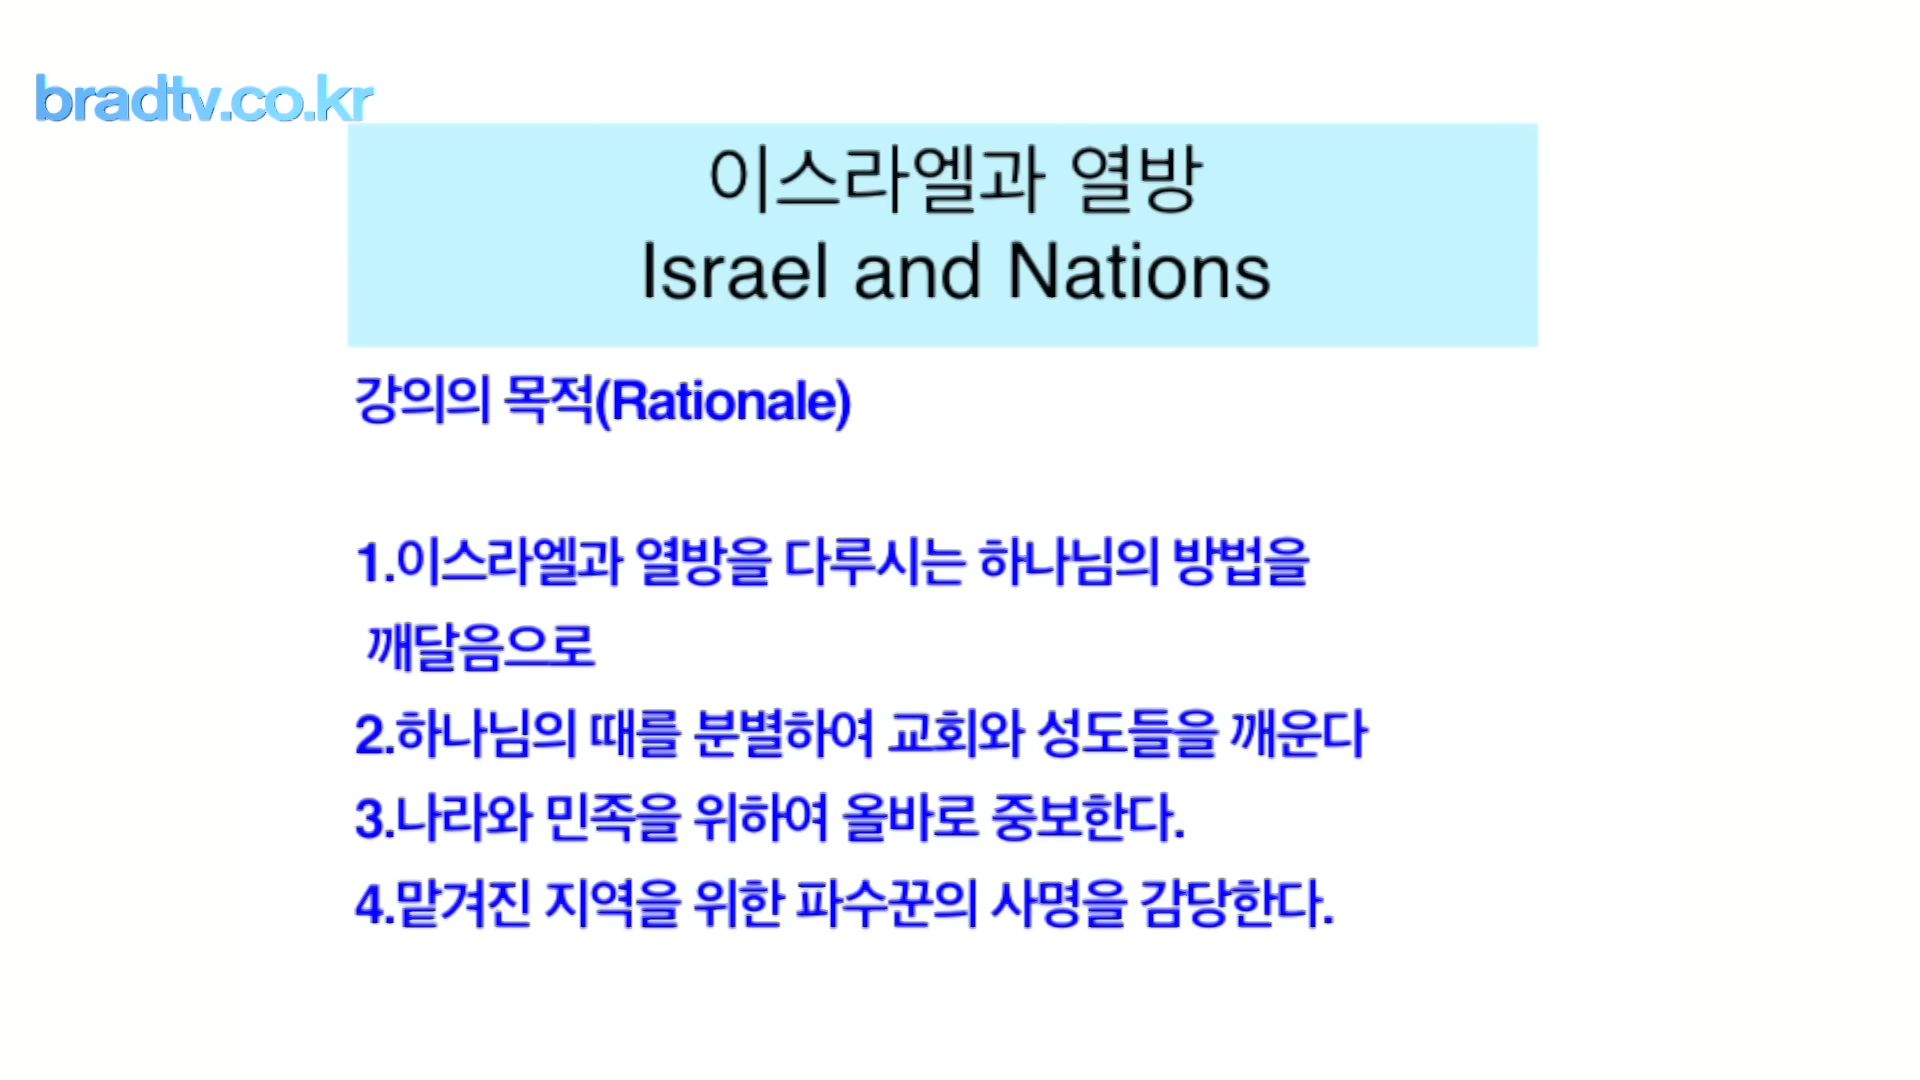 bradtv.co.kr
이스라엘과 열방
Israel and Nations
강의의 목적(Rationale)
1.이스라엘과 열방을 다루시는 하나님의 방법을
깨달음으로
2.하나님의 때를 분별하여 교회와 성도들을 깨운다
3.나라와 민족을 위하여 올바로 중보한다.
4.맡겨진 지역을 위한 파수꾼의 사명을 감당한다.